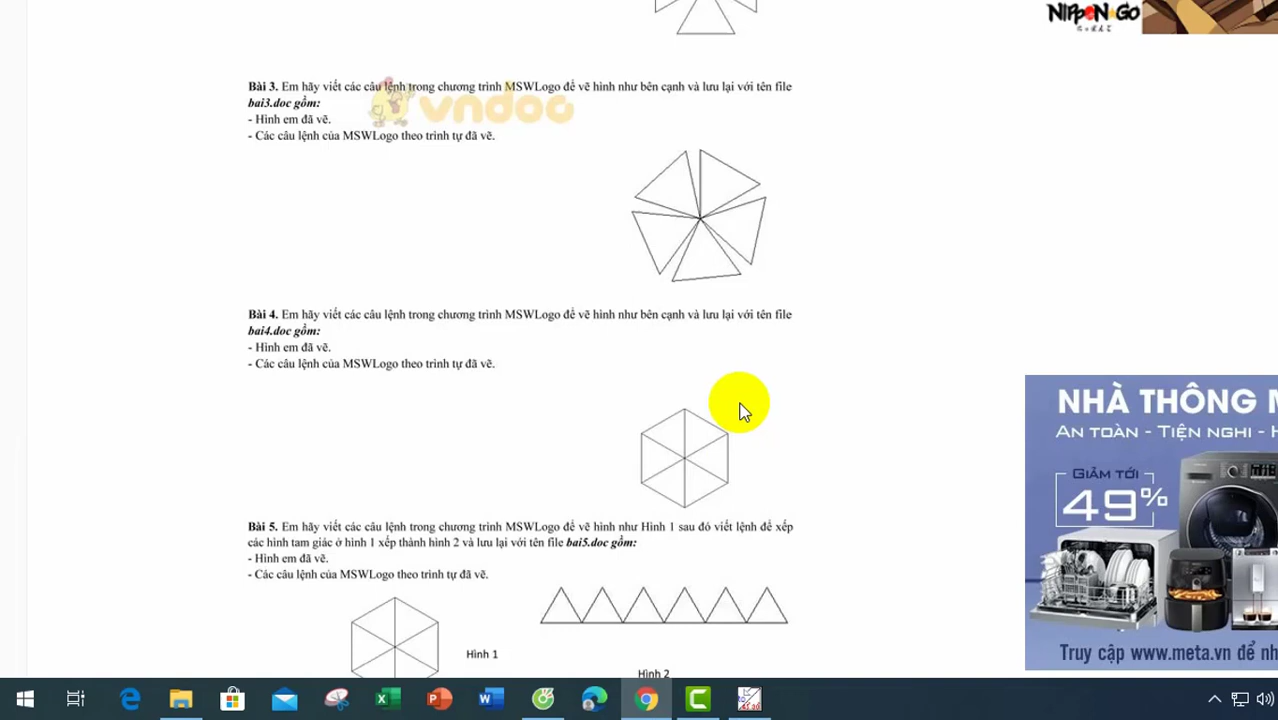 NIPPON GO
にっぽんご
Bài 3. Em hãy viết các câu lệnh trong chương trình MSWLogo để vẽ hình như bên cạnh và lưu lại với tên file
bai3.doc gồm:
- Hình em đã vẽ.
- Các câu lệnh của MSWLogo theo trình tự đã vẽ.
vndoc
Bài 4. Em hãy viết các câu lệnh trong chương trình MSWLogo để vẽ hình như bên cạnh và lưu lại với tên file
bai4.doc gồm:
- Hình em đã vẽ.
- Các câu lệnh của MSWLogo theo trình tự đã vẽ.
NHÀ THÔNG M
AN TOÀN - TIỆN NGHI - H
GIẢM TỚI
49%
Bài 5. Em hãy viết các câu lệnh trong chương trình MSWLogo để vẽ hình như Hình 1 sau đó viết lệnh để xếp
các hình tam giác ở hình 1 xếp thành hình 2 và lưu lại với tên file bai5.doc gồm:
- Hình em đã vẽ.
- Các câu lệnh của MSWLogo theo trình tự đã vẽ.
Hình 1
Hình 2
Truy cập www.meta.vn để nh